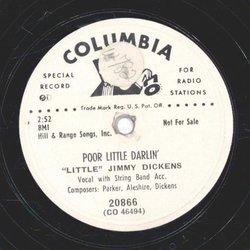 COLUMBIA
SPECIAL
RECORD
FOR
RADIO
STATIONS
Trade Mark Reg. U. S. Pat. Off.
2:52
BMI
Hill & Range Songs, Inc.
Not For Sale
POOR LITTLE DARLIN'
"LITTLE" JIMMY DICKENS
Vocal with String Band Acc.
Composers: Parker, Aleshire, Dickens
20866
(CO 46494)